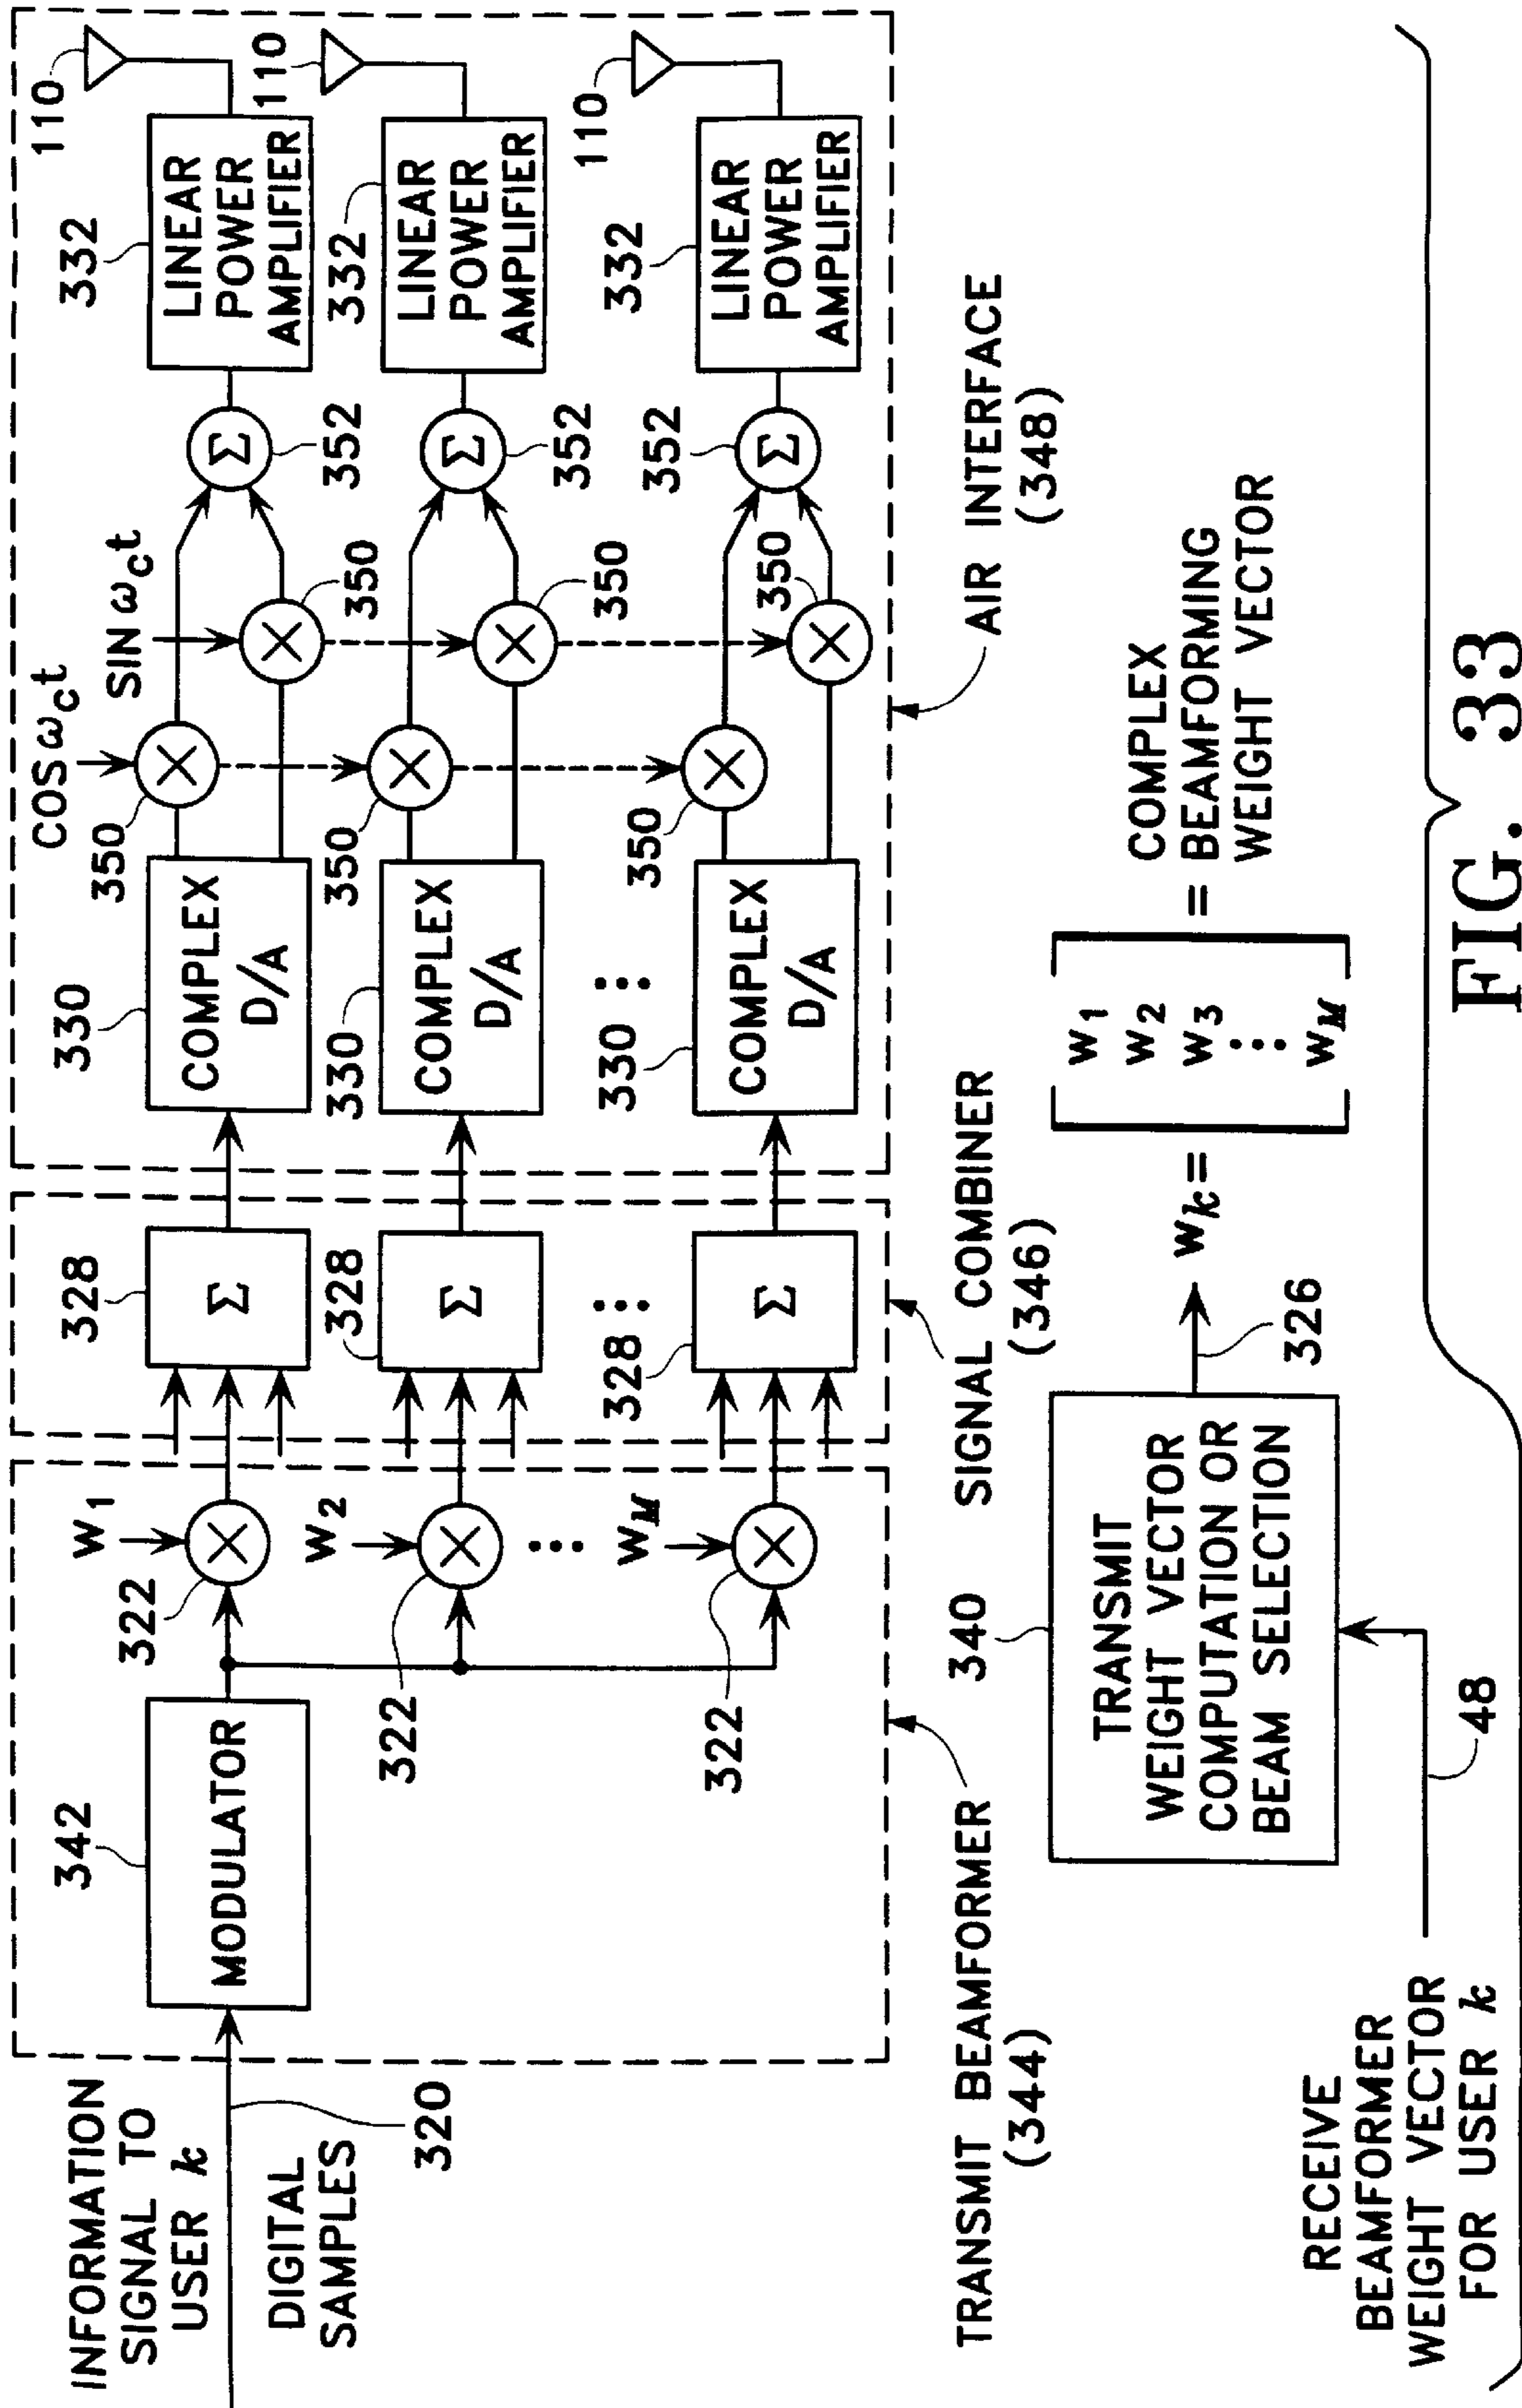 INFORMATION
SIGNAL TO
USER k
DIGITAL
SAMPLES
320
342
MODULATOR
W1
322
W2
322
WM
322
328
Σ
328
Σ
328
Σ
330
COMPLEX
D/A
330
COMPLEX
D/A
330
COMPLEX
D/A
COS ωct
SIN ωct
350
350
350
350
350
350
Σ
352
Σ
352
Σ
352
332
LINEAR
POWER
AMPLIFIER
332
LINEAR
POWER
AMPLIFIER
332
LINEAR
POWER
AMPLIFIER
110
110
110
TRANSMIT BEAMFORMER
(344)
SIGNAL COMBINER
(346)
AIR INTERFACE
(348)
340
TRANSMIT
WEIGHT VECTOR
COMPUTATION OR
BEAM SELECTION
326
48
RECEIVE
BEAMFORMER
WEIGHT VECTOR
FOR USER k
Wk =
W1
W2
W3
WM
= COMPLEX
BEAMFORMING
WEIGHT VECTOR
FIG. 33